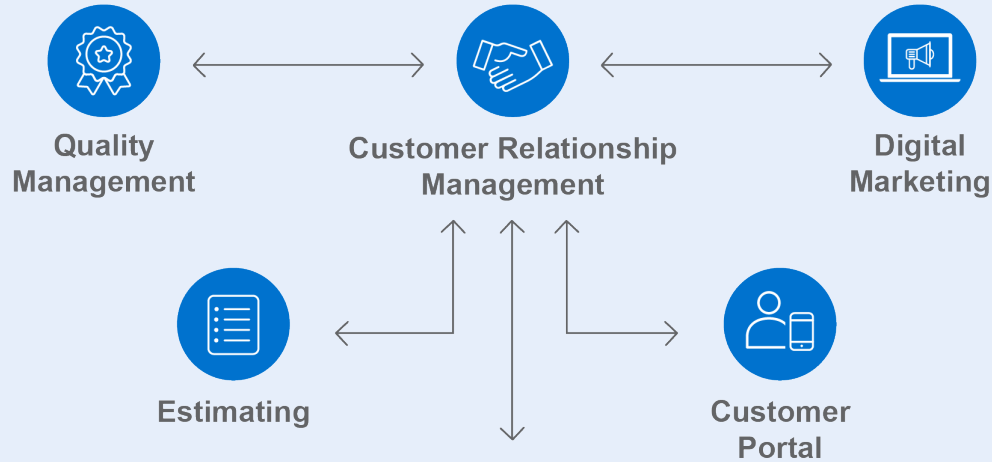 Quality
Management
Customer Relationship
Management
Digital
Marketing
Estimating
Customer
Portal